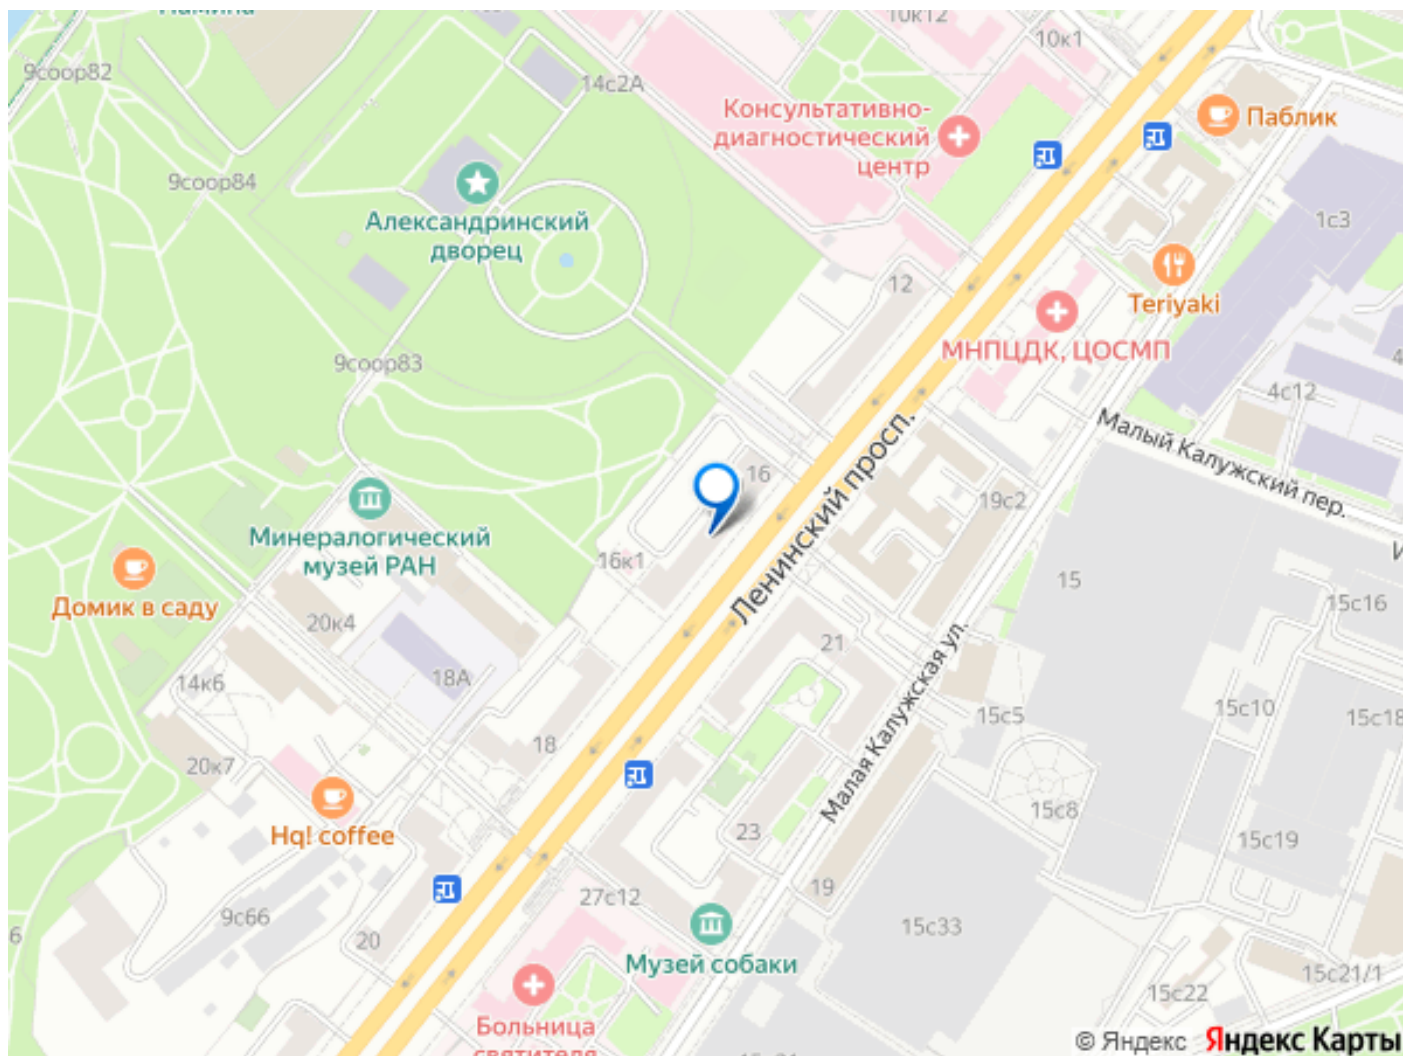 10к12
10к1
9соор82
14с2А
Консультативно-
диагностический
центр
Паблик
9соор84
Александринский
дворец
1с3
12
Teriyaki
МНПЦДК, ЦОСМП
9соор83
4с12
Малый Калужский пер.
Ленинский просп.
16
19с2
Минералогический
музей РАН
16к1
15
Домик в саду
20к4
15с16
21
18А
14к6
Малая Калужская ул.
15с5
15с10
15с18
18
20к7
Hq! coffee
15с8
23
15с19
19
27с12
9с66
20
15с33
Музей собаки
15с21/1
15с22
Больница
святителя
© Яндекс Яндекс Карты